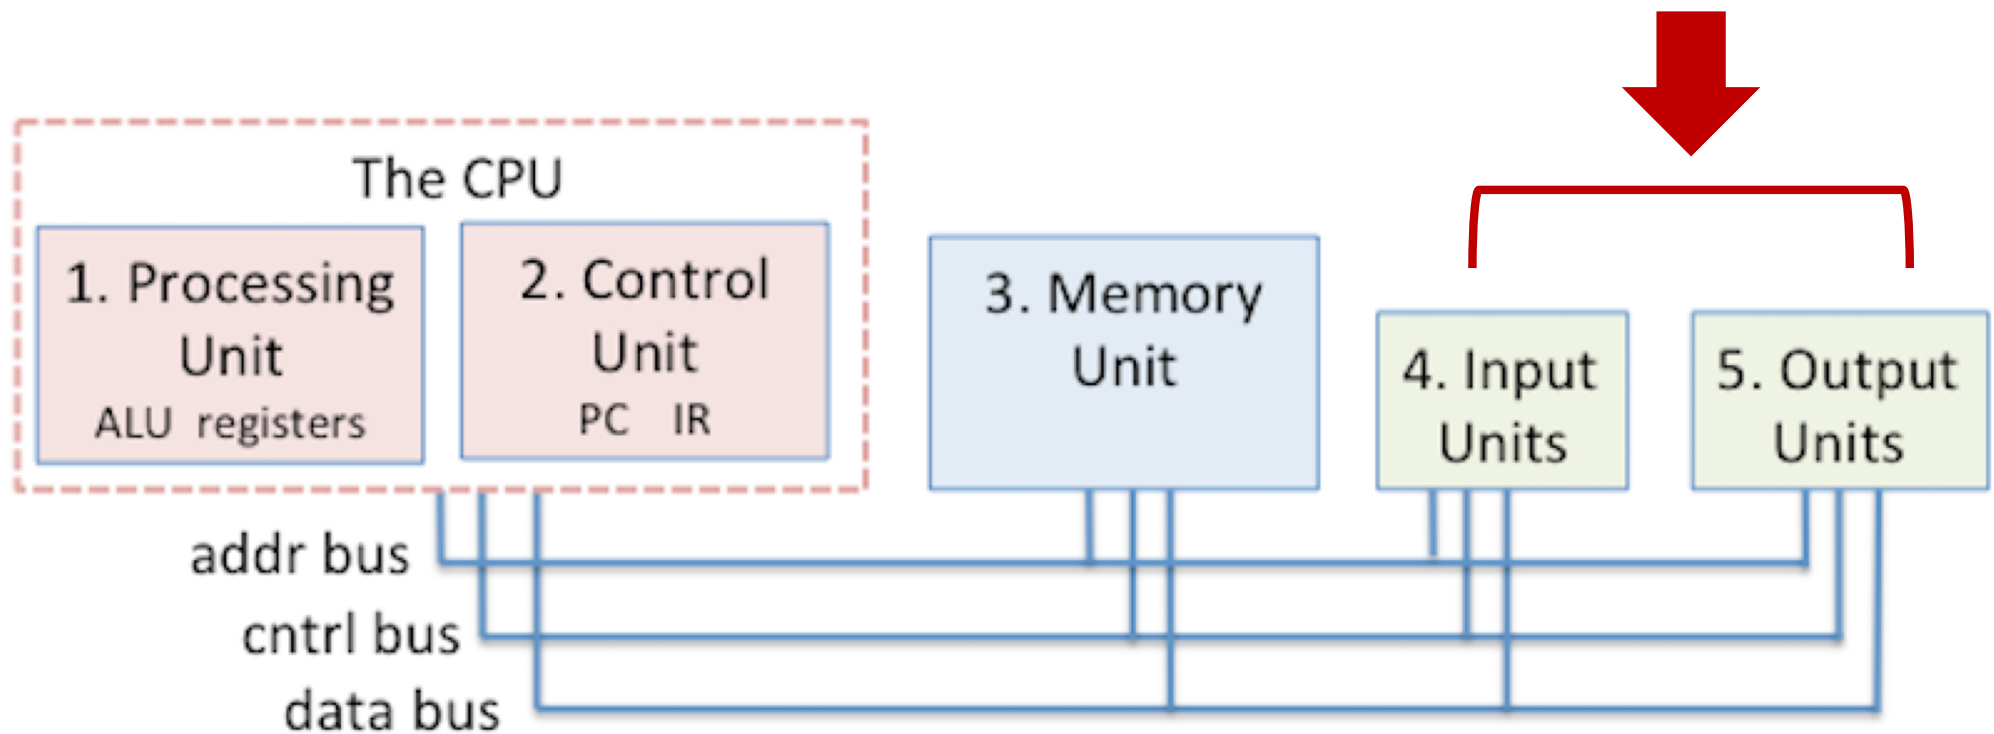 The CPU
1. Processing
Unit
ALU registers
2. Control
Unit
PC IR
3. Memory
Unit
4. Input
Units
5. Output
Units
addr bus
cntrl bus
data bus